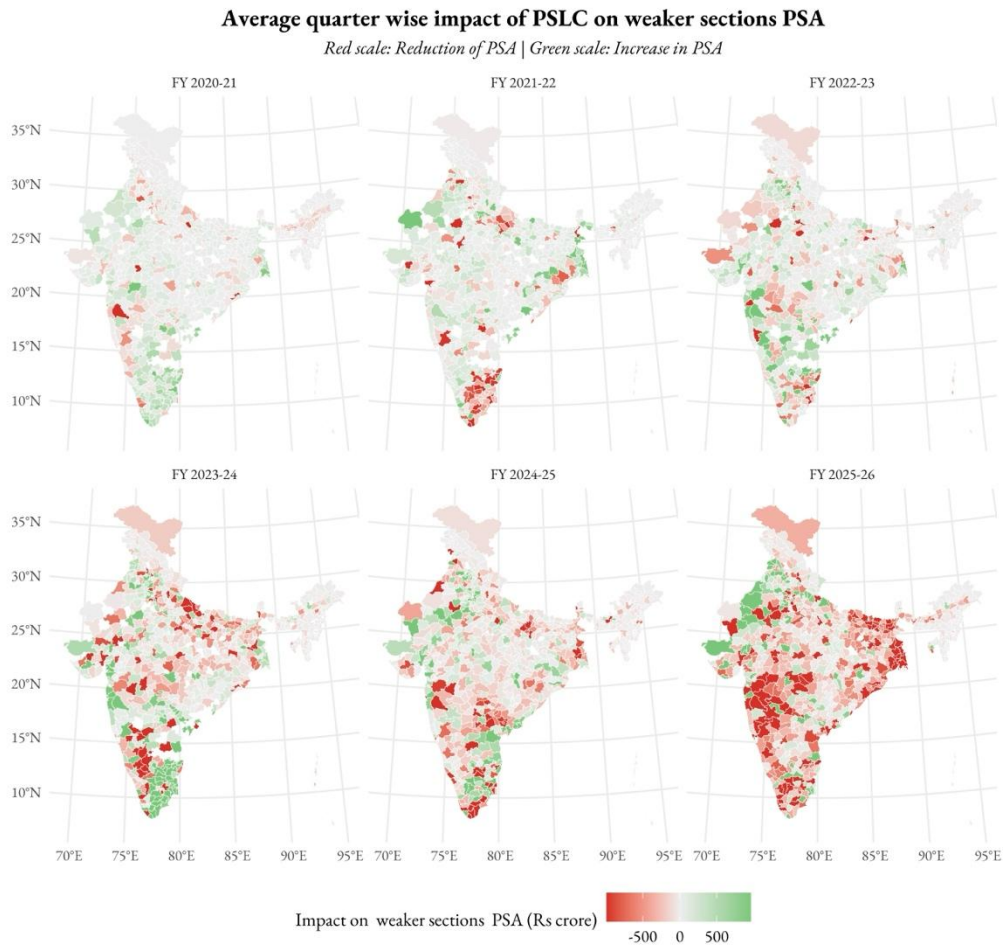 Average quarter wise impact of PSLC on weaker sections PSA
Red scale: Reduction of PSA | Green scale: Increase in PSA
FY 2020-21
FY 2021-22
FY 2022-23
35°N
30°N
25°N
20°N
15°N
10°N
FY 2023-24
FY 2024-25
FY 2025-26
35°N
30°N
25°N
20°N
15°N
10°N
70°E 75°E 80°E 85°E 90°E 95°E 70°E 75°E 80°E 85°E 90°E 95°E 70°E 75°E 80°E 85°E 90°E 95°E
Impact on weaker sections PSA (Rs crore)
-500 0 500